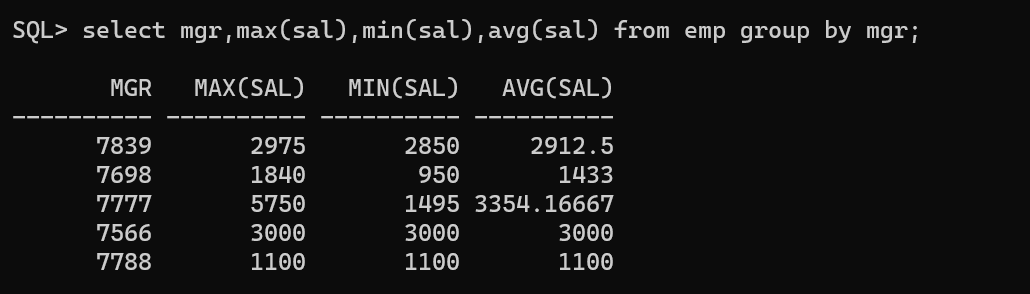 SQL> select mgr,max(sal),min(sal),avg(sal) from emp group by mgr;
       MGR   MAX(SAL)   MIN(SAL)   AVG(SAL)
---------- ---------- ---------- ----------
      7839       2975       2850     2912.5
      7698       1840        950       1433
      7777       5750       1495 3354.16667
      7566       3000       3000       3000
      7788       1100       1100       1100